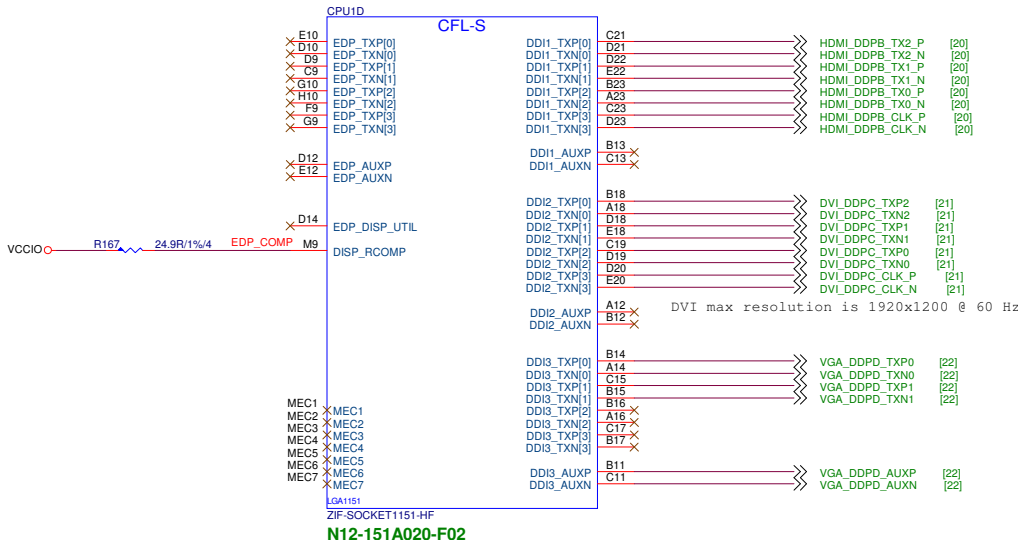 CPU1D
CFL-S
E10 EDP_TXP[0] DDI1_TXP[0] C21 HDMI_DDPB_TX2_P [20]
D10 EDP_TXN[0] DDI1_TXN[0] D21 HDMI_DDPB_TX2_N [20]
D9 EDP_TXP[1] DDI1_TXP[1] D22 HDMI_DDPB_TX1_P [20]
C9 EDP_TXN[1] DDI1_TXN[1] E22 HDMI_DDPB_TX1_N [20]
G10 EDP_TXP[2] DDI1_TXP[2] B23 HDMI_DDPB_TX0_P [20]
H10 EDP_TXN[2] DDI1_TXN[2] A23 HDMI_DDPB_TX0_N [20]
F9 EDP_TXP[3] DDI1_TXP[3] C23 HDMI_DDPB_CLK_P [20]
G9 EDP_TXN[3] DDI1_TXN[3] D23 HDMI_DDPB_CLK_N [20]
DDI1_AUXP B13
D12 EDP_AUXP DDI1_AUXN C13
E12 EDP_AUXN
DDI2_TXP[0] B18 DVI_DDPC_TXP2 [21]
DDI2_TXN[0] A18 DVI_DDPC_TXN2 [21]
D14 EDP_DISP_UTIL DDI2_TXP[1] D18 DVI_DDPC_TXP1 [21]
DDI2_TXN[1] E18 DVI_DDPC_TXN1 [21]
VCCIO R167 24.9R/1%/4 EDP_COMP M9 DISP_RCOMP DDI2_TXP[2] C19 DVI_DDPC_TXP0 [21]
DDI2_TXN[2] D19 DVI_DDPC_TXN0 [21]
DDI2_TXP[3] D20 DVI_DDPC_CLK_P [21]
DDI2_TXN[3] E20 DVI_DDPC_CLK_N [21]
DVI max resolution is 1920x1200 @ 60 Hz
DDI2_AUXP A12
DDI2_AUXN B12
DDI3_TXP[0] B14 VGA_DDPD_TXP0 [22]
DDI3_TXN[0] A14 VGA_DDPD_TXN0 [22]
DDI3_TXP[1] C15 VGA_DDPD_TXP1 [22]
DDI3_TXN[1] B15 VGA_DDPD_TXN1 [22]
MEC1 MEC1 DDI3_TXP[2] B16
MEC2 MEC2 DDI3_TXN[2] A16
MEC3 MEC3 DDI3_TXP[3] C17
MEC4 MEC4 DDI3_TXN[3] B17
MEC5 MEC5
MEC6 MEC6 DDI3_AUXP B11 VGA_DDPD_AUXP [22]
MEC7 MEC7 DDI3_AUXN C11 VGA_DDPD_AUXN [22]
LGA1151
ZIF-SOCKET1151-HF
N12-151A020-F02